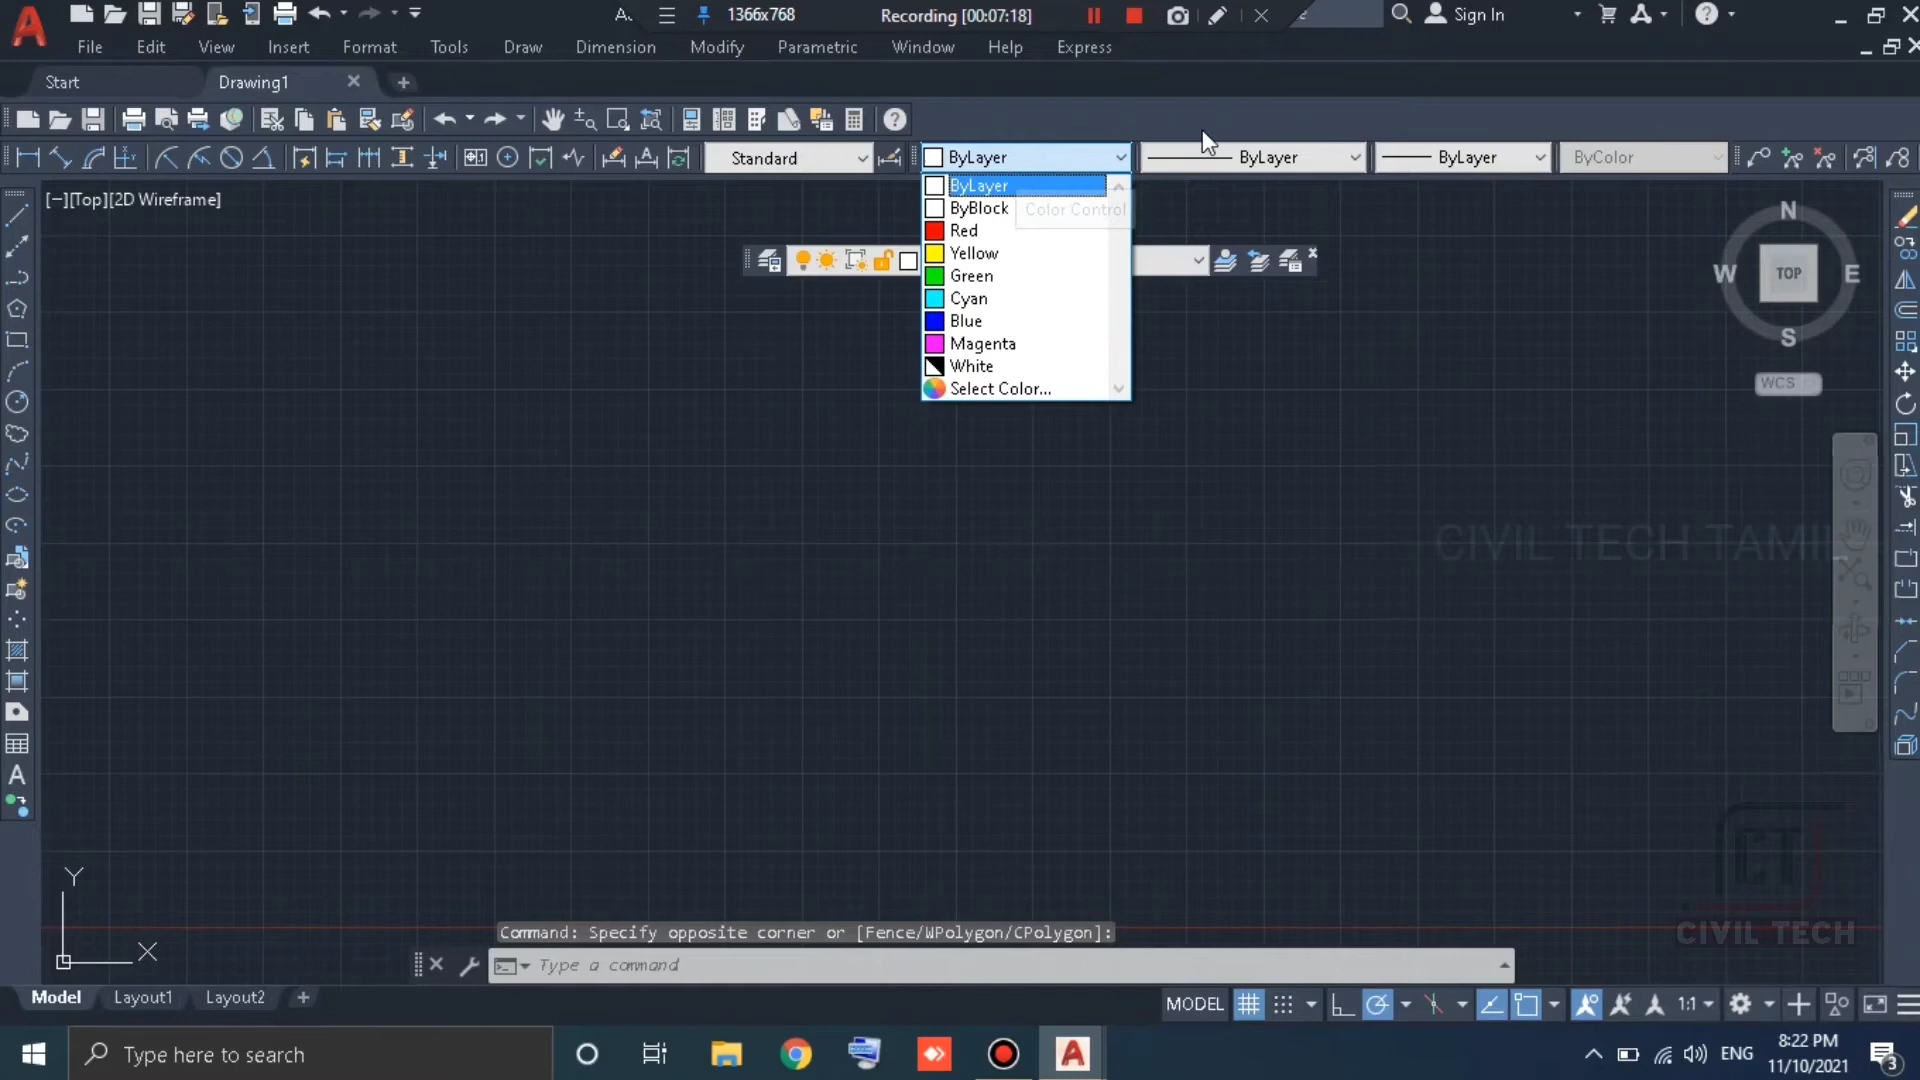 1366x768
Recording [00:07:18]
Sign In
File Edit View Insert Format Tools Draw Dimension Modify Parametric Window Help Express
Start
Drawing1
Standard
ByLayer
ByLayer
ByLayer
ByColor
[−][Top][2D Wireframe]
ByLayer
ByBlock
Color Control
Red
Yellow
Green
Cyan
Blue
Magenta
White
Select Color...
N
W
TOP
E
S
WCS
CIVIL TECH TAMIL
CT
CIVIL TECH
Y
X
Command: Specify opposite corner or [Fence/WPolygon/CPolygon]:
Type a command
Model
Layout1
Layout2
MODEL
1:1
Type here to search
ENG
8:22 PM
11/10/2021
3